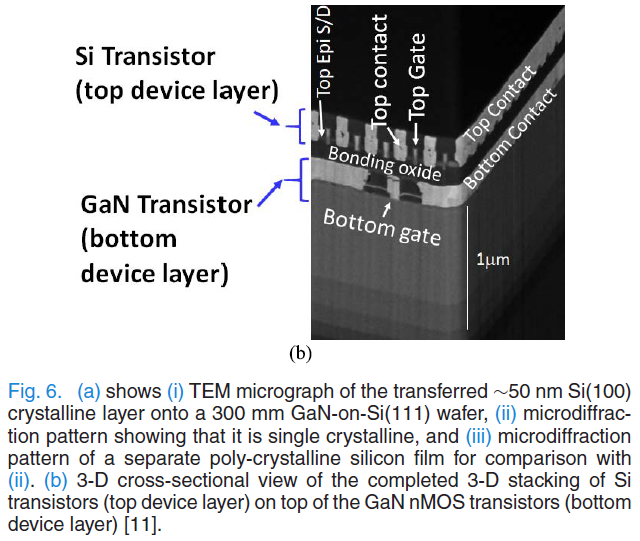 Si Transistor
(top device layer)
GaN Transistor
(bottom
device layer)
Top Epi S/D
Top contact
Top Gate
Top Contact
Bottom Contact
Bonding oxide
Bottom gate
1µm
(b)
Fig. 6. (a) shows (i) TEM micrograph of the transferred ∼50 nm Si(100)
crystalline layer onto a 300 mm GaN-on-Si(111) wafer, (ii) microdiffrac-
tion pattern showing that it is single crystalline, and (iii) microdiffraction
pattern of a separate poly-crystalline silicon film for comparison with
(ii). (b) 3-D cross-sectional view of the completed 3-D stacking of Si
transistors (top device layer) on top of the GaN nMOS transistors (bottom
device layer) [11].